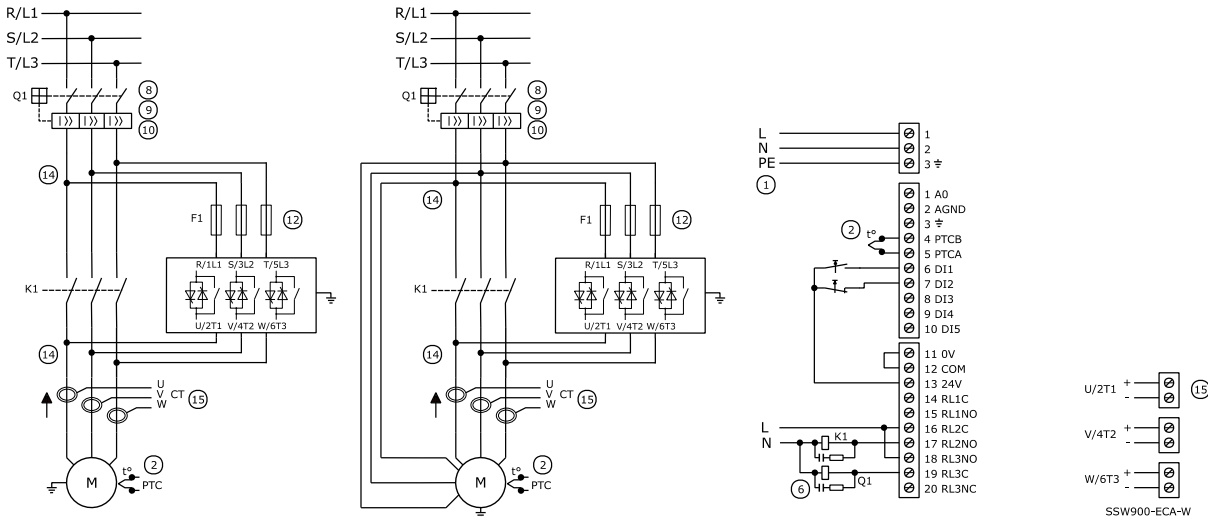 R/L1
S/L2
T/L3
Q1
8
9
10
I>> I>> I>>
14
F1
12
R/1L1 S/3L2 T/5L3
K1
U/2T1 V/4T2 W/6T3
14
U
V CT 15
W
t° 2
M
PTC
R/L1
S/L2
T/L3
Q1
8
9
10
I>> I>> I>>
14
F1
12
R/1L1 S/3L2 T/5L3
K1
U/2T1 V/4T2 W/6T3
14
U
V CT 15
W
t° 2
M
PTC
L 1
N 2
PE 3
1
1 A0
2 AGND
3
2 t° 4 PTCB
5 PTCA
6 DI1
7 DI2
8 DI3
9 DI4
10 DI5
11 0V
12 COM
13 24V
14 RL1C
15 RL1NO
L 16 RL2C
N K1 17 RL2NO
18 RL3NO
19 RL3C
6 Q1 20 RL3NC
U/2T1 + - 15
V/4T2 + -
W/6T3 + -
SSW900-ECA-W